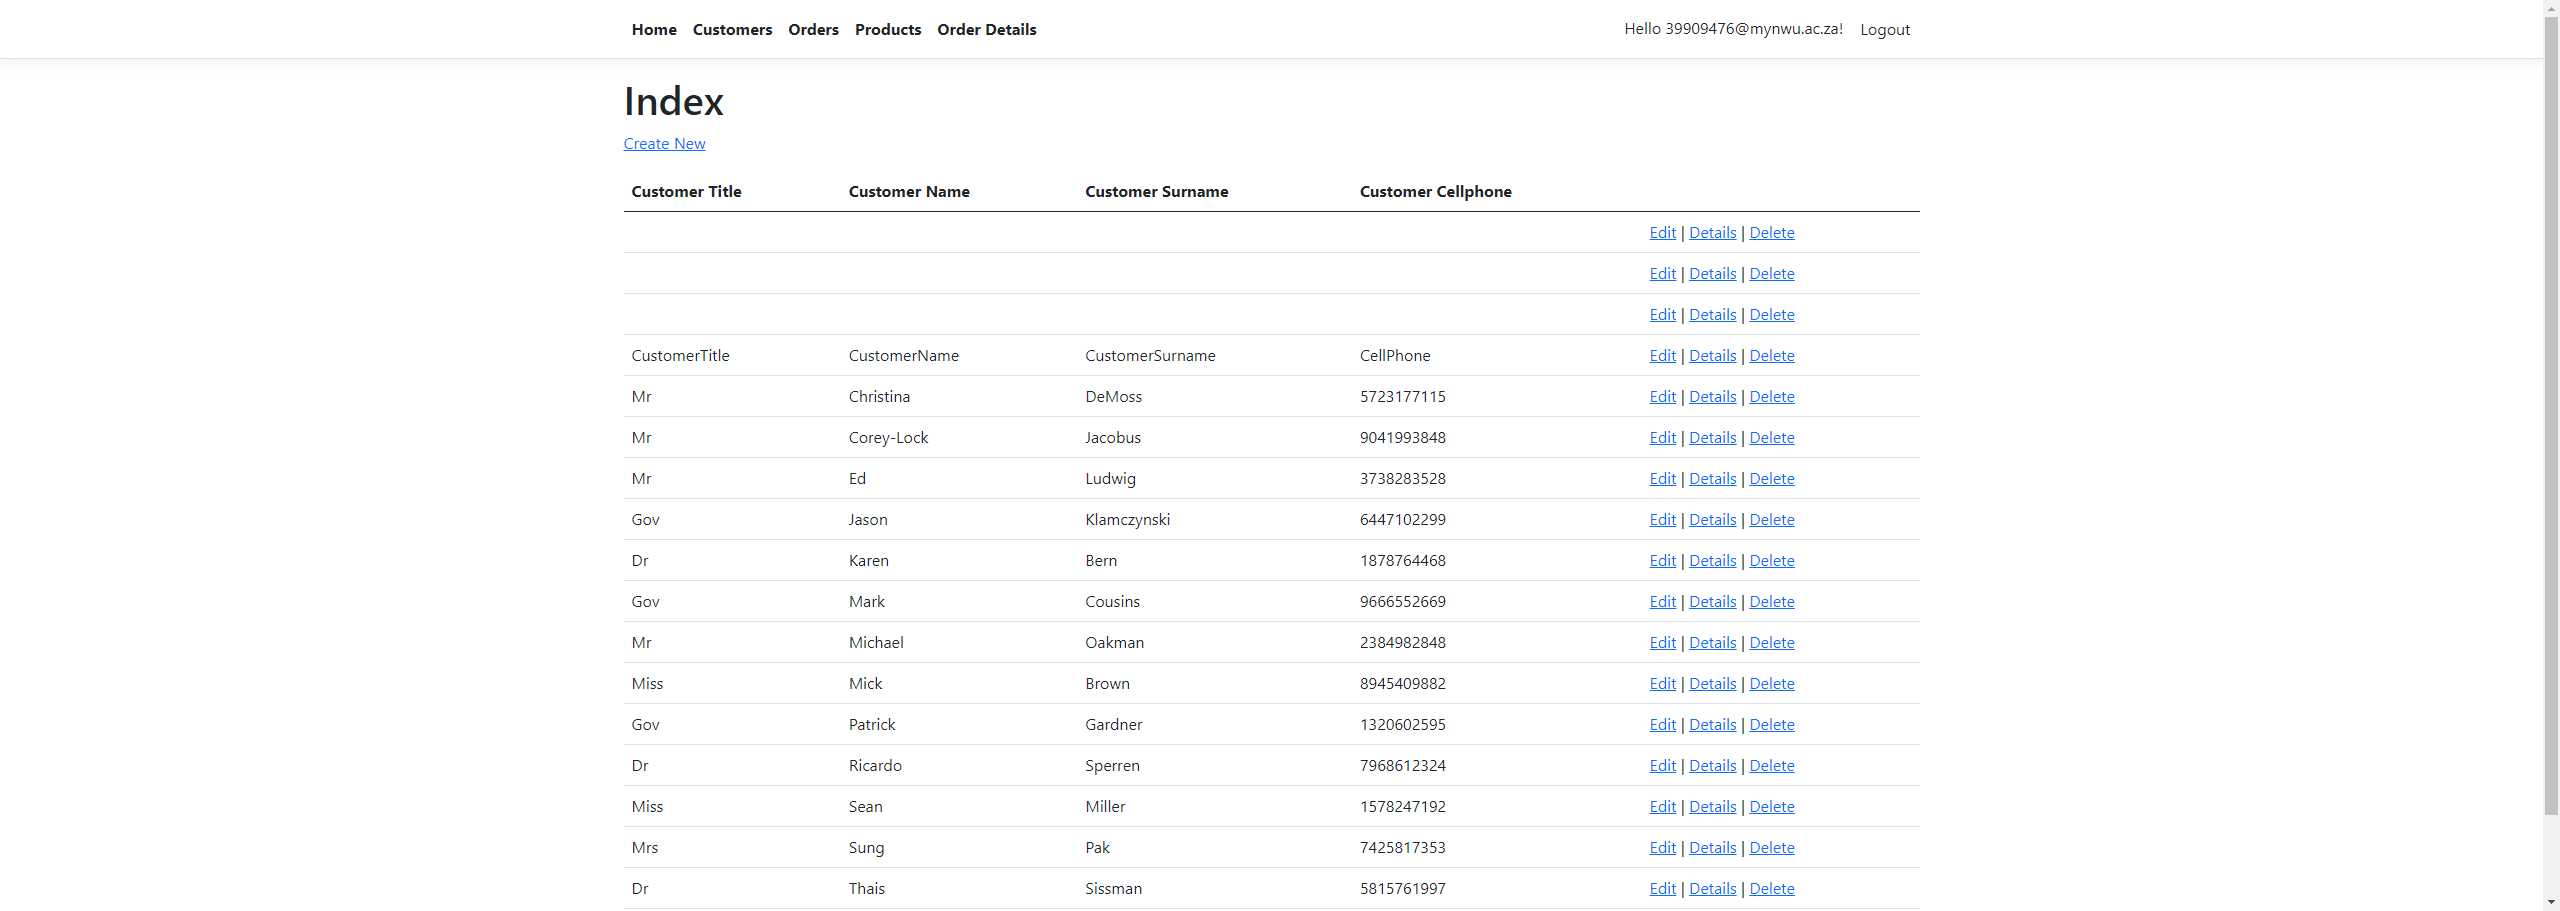 Home Customers Orders Products Order Details Hello 39909476@mynwu.ac.za! Logout
Index
Create New
Customer Title Customer Name Customer Surname Customer Cellphone
Edit | Details | Delete
Edit | Details | Delete
Edit | Details | Delete
CustomerTitle CustomerName CustomerSurname CellPhone Edit | Details | Delete
Mr Christina DeMoss 5723177115 Edit | Details | Delete
Mr Corey-Lock Jacobus 9041993848 Edit | Details | Delete
Mr Ed Ludwig 3738283528 Edit | Details | Delete
Gov Jason Klamczynski 6447102299 Edit | Details | Delete
Dr Karen Bern 1878764468 Edit | Details | Delete
Gov Mark Cousins 9666552669 Edit | Details | Delete
Mr Michael Oakman 2384982848 Edit | Details | Delete
Miss Mick Brown 8945409882 Edit | Details | Delete
Gov Patrick Gardner 1320602595 Edit | Details | Delete
Dr Ricardo Sperren 7968612324 Edit | Details | Delete
Miss Sean Miller 1578247192 Edit | Details | Delete
Mrs Sung Pak 7425817353 Edit | Details | Delete
Dr Thais Sissman 5815761997 Edit | Details | Delete